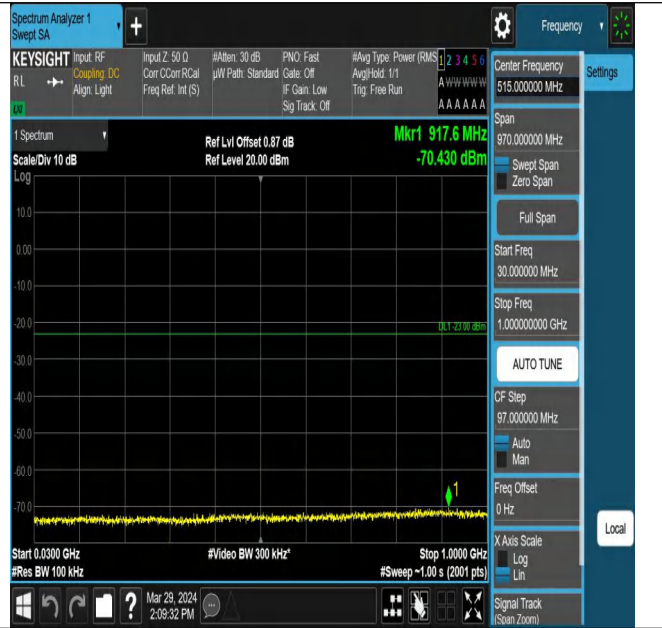 Spectrum Analyzer 1
Swept SA
+
Frequency
KEYSIGHT
RL
LXI
Input: RF
Coupling: DC
Align: Light
Input Z: 50 Ω
Corr CCorr RCal
Freq Ref: Int (S)
#Atten: 30 dB
µW Path: Standard
PNO: Fast
Gate: Off
IF Gain: Low
Sig Track: Off
#Avg Type: Power (RMS
Avg|Hold: 1/1
Trig: Free Run
1 2 3 4 5 6
A W W W W W
A A A A A A
1 Spectrum
Scale/Div 10 dB
Log
Ref Lvl Offset 0.87 dB
Ref Level 20.00 dBm
Mkr1 917.6 MHz
-70.430 dBm
10.0
0.00
-10.0
-20.0
DL1 -23.00 dBm
-30.0
-40.0
-50.0
-60.0
-70.0
1
Start 0.0300 GHz
#Res BW 100 kHz
#Video BW 300 kHz*
Stop 1.0000 GHz
#Sweep ~1.00 s (2001 pts)
?
Mar 29, 2024
2:09:32 PM
Center Frequency
515.000000 MHz
Span
970.000000 MHz
Swept Span
Zero Span
Full Span
Start Freq
30.000000 MHz
Stop Freq
1.000000000 GHz
AUTO TUNE
CF Step
97.000000 MHz
Auto
Man
Freq Offset
0 Hz
X Axis Scale
Log
Lin
Signal Track
(Span Zoom)
Settings
Local